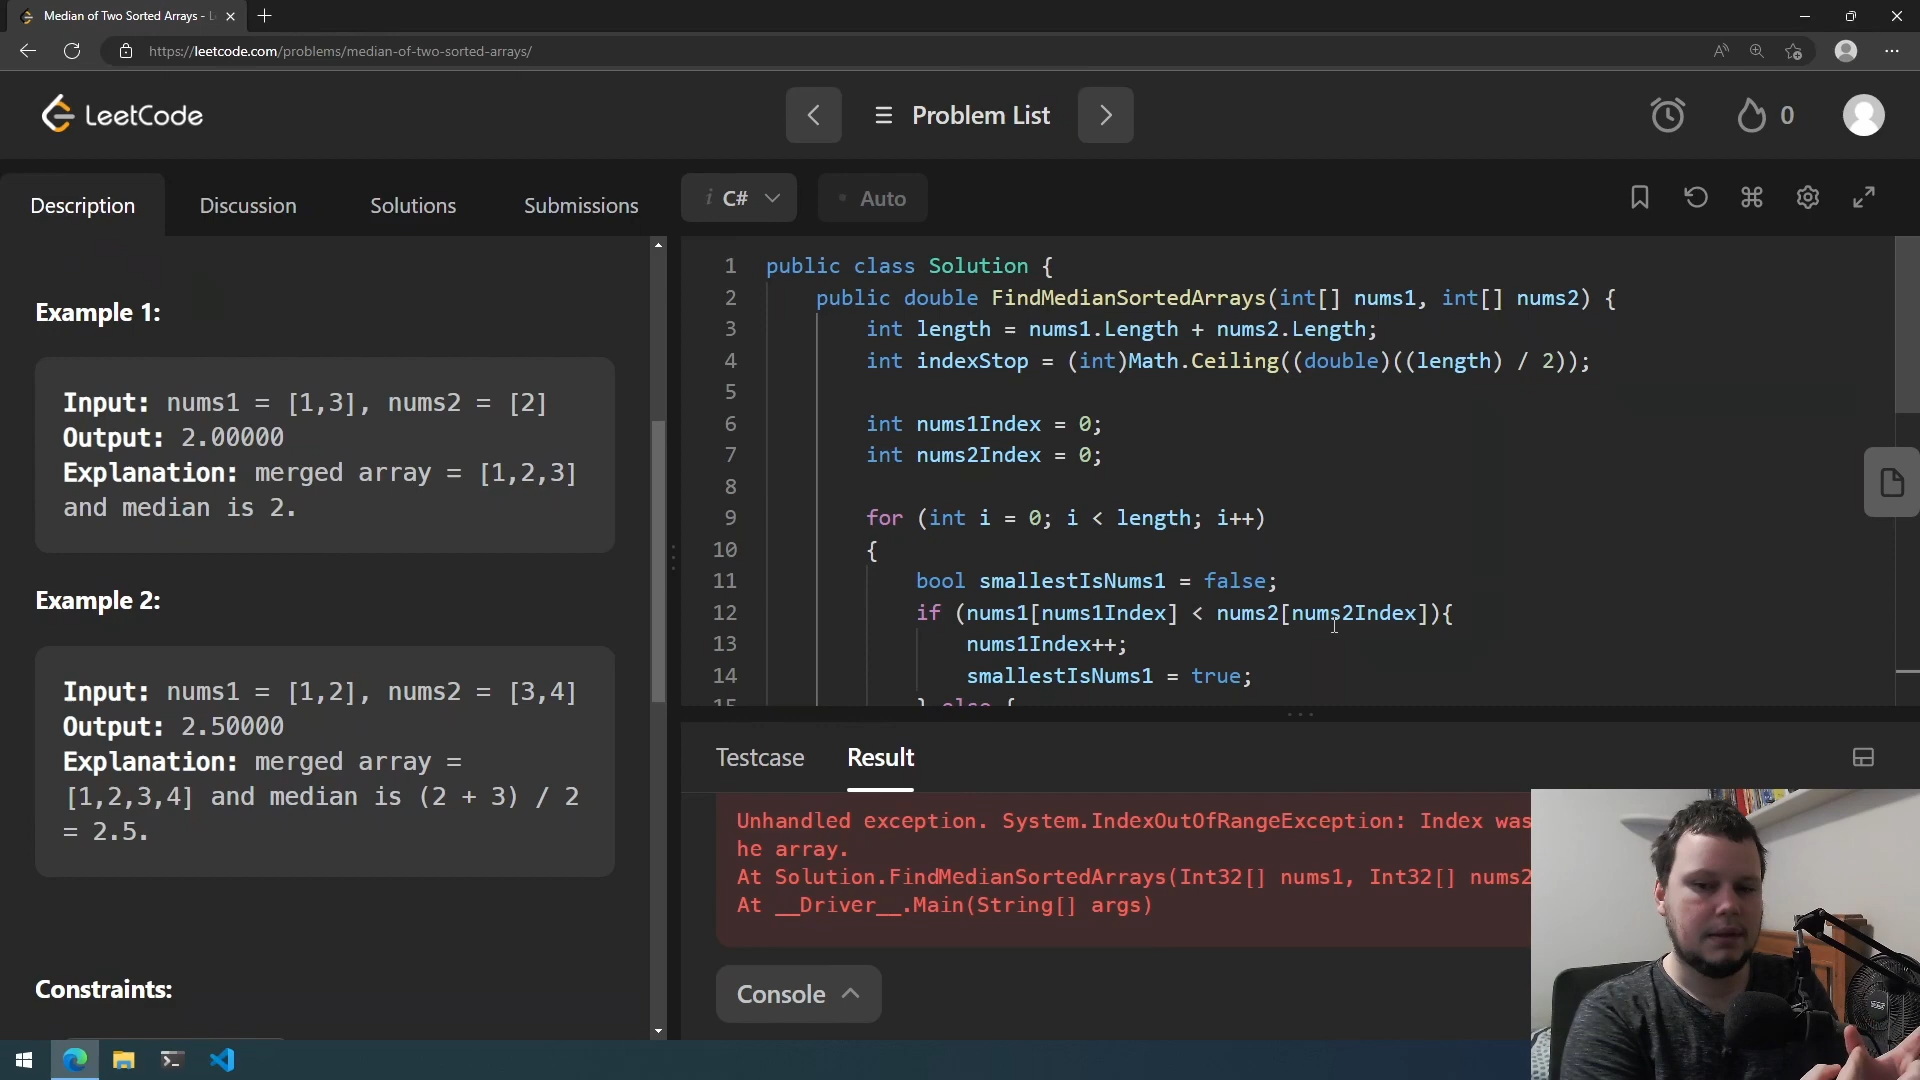 Median of Two Sorted Arrays - L
https://leetcode.com/problems/median-of-two-sorted-arrays/
LeetCode
Problem List
0
Description
Discussion
Solutions
Submissions
i C#
Auto
Example 1:
Input: nums1 = [1,3], nums2 = [2]
Output: 2.00000
Explanation: merged array = [1,2,3]
and median is 2.
Example 2:
Input: nums1 = [1,2], nums2 = [3,4]
Output: 2.50000
Explanation: merged array =
[1,2,3,4] and median is (2 + 3) / 2
= 2.5.
Constraints:
1 public class Solution {
2 public double FindMedianSortedArrays(int[] nums1, int[] nums2) {
3 int length = nums1.Length + nums2.Length;
4 int indexStop = (int)Math.Ceiling((double)((length) / 2));
5
6 int nums1Index = 0;
7 int nums2Index = 0;
8
9 for (int i = 0; i < length; i++)
10 {
11 bool smallestIsNums1 = false;
12 if (nums1[nums1Index] < nums2[nums2Index]){
13 nums1Index++;
14 smallestIsNums1 = true;
15 } else {
Testcase
Result
Unhandled exception. System.IndexOutOfRangeException: Index was
he array.
At Solution.FindMedianSortedArrays(Int32[] nums1, Int32[] nums2
At __Driver__.Main(String[] args)
Console